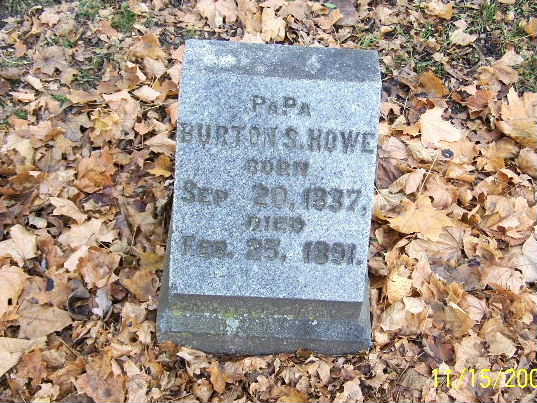 PAPA
BURTON S. HOWE
BORN
SEP. 20, 1837,
DIED
FEB. 25, 1891.
11/15/200